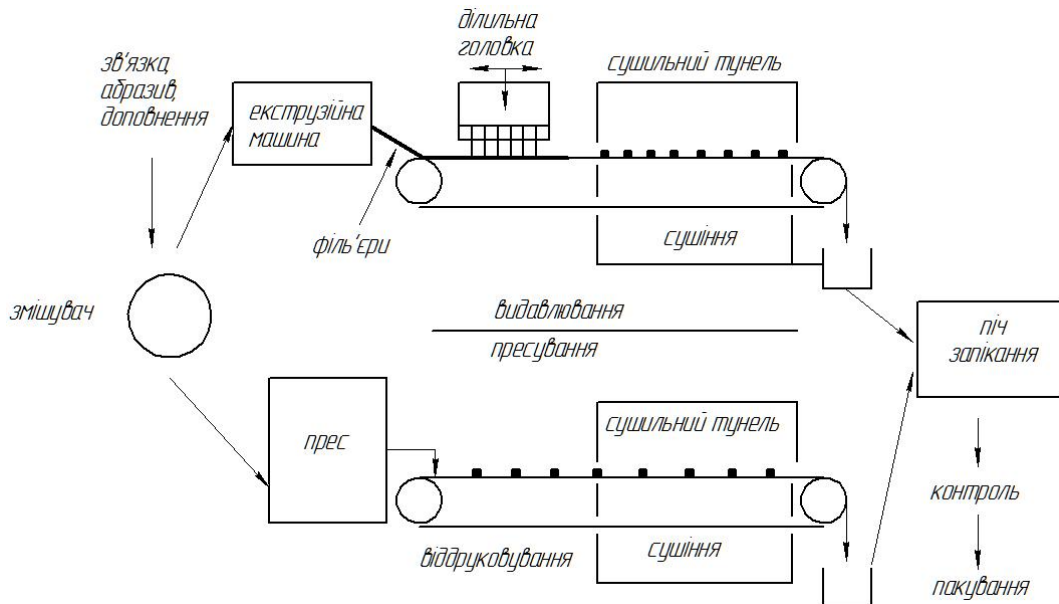 зв'язка,
абразив,
доповнення
екструзійна
машина
ділильна
головка
сушильний тунель
філь'єри
сушіння
змішувач
видавлювання
пресування
піч
запікання
прес
сушильний тунель
віддруковування
сушіння
контроль
пакування